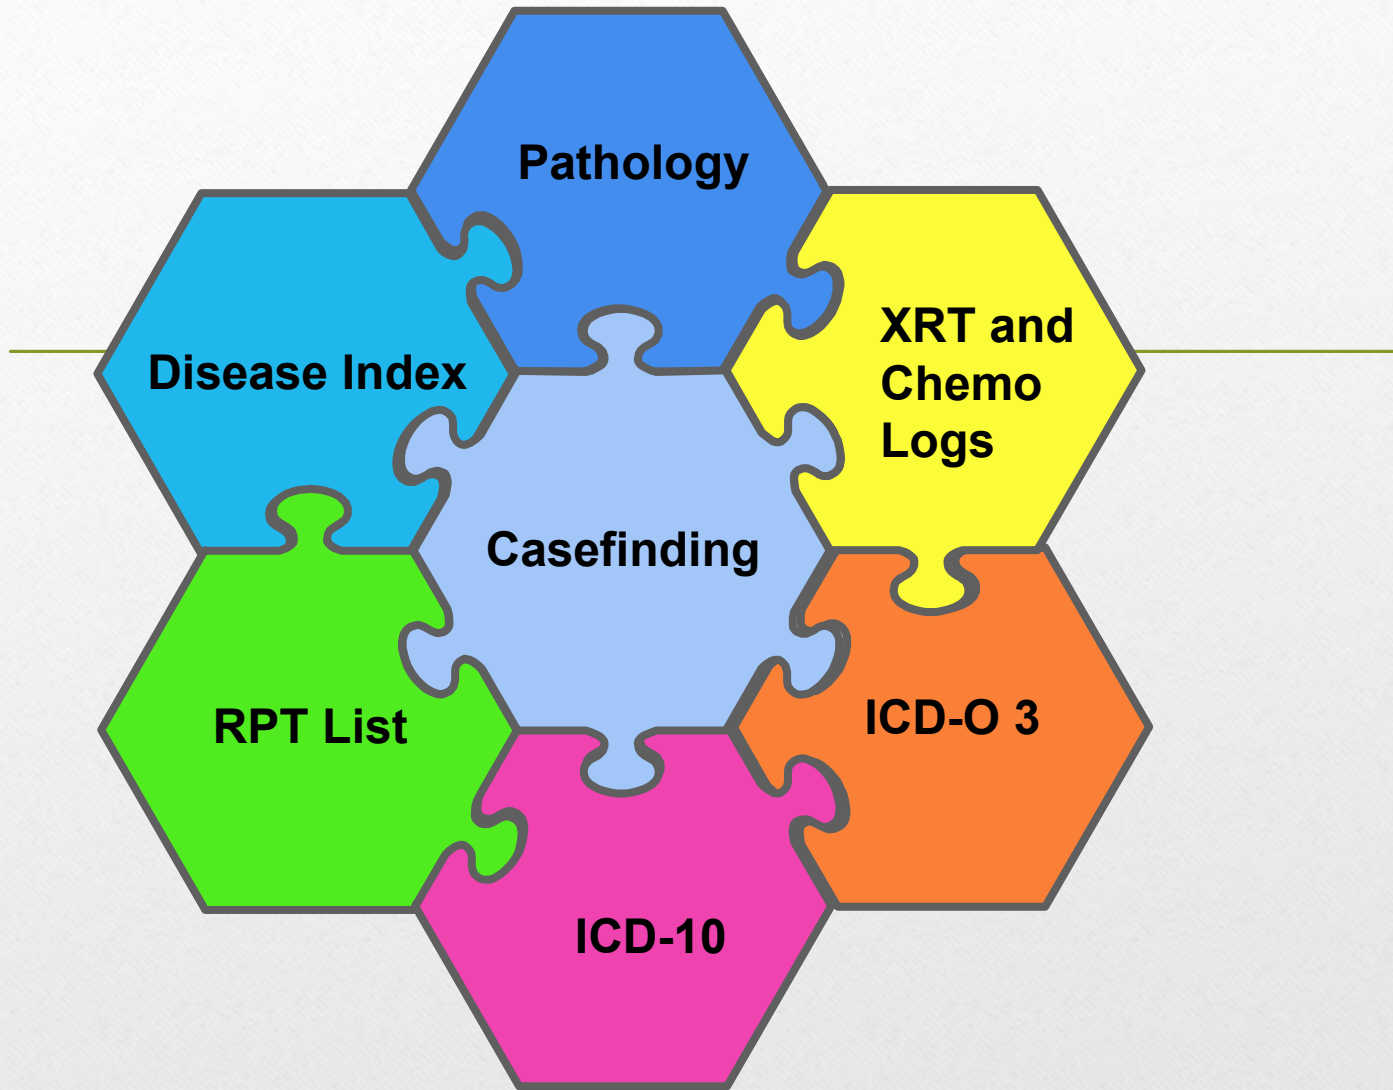 Pathology
XRT and
Chemo
Logs
Disease Index
Casefinding
RPT List
ICD-O 3
ICD-10